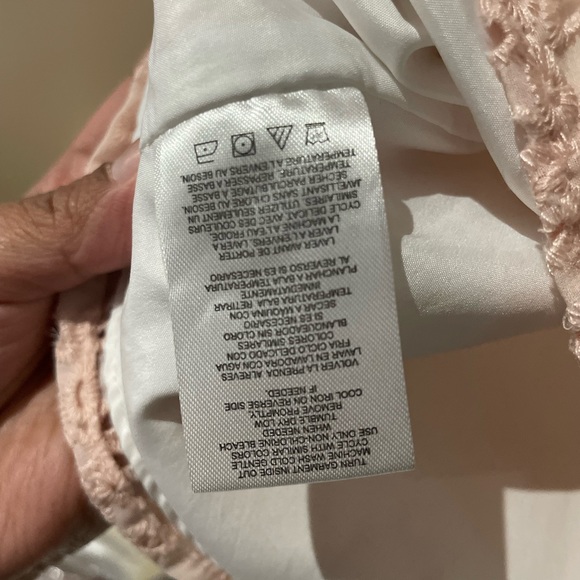 TURN GARMENT INSIDE OUT
MACHINE WASH COLD GENTLE
CYCLE WITH SIMILAR COLORS
USE ONLY NON-CHLORINE BLEACH
WHEN NEEDED
TUMBLE DRY LOW
REMOVE PROMPTLY
COOL IRON ON REVERSE SIDE
IF NEEDED.
VOLVER LA PRENDA AL REVES
LAVAR EN LAVADORA CON AGUA
FRIA CICLO DELICADO CON
COLORES SIMILARES
BLANQUEADOR SIN CLORO
SI ES NECESARIO
SECAR A MAQUINA CON
TEMPERATURA BAJA RETIRAR
INMEDIATAMENTE
PLANCHAR A BAJA TEMPERATURA
AL REVERSO SI ES NECESARIO
LAVER AVANT DE PORTER
LAVER A L'ENVERS, LAVER A
LA MACHINE A L'EAU FROIDE
CYCLE DELICAT AVEC DES COULEURS
SIMILAIRES. UTILIZER SEULEMENT UN
JAVELLISANT SANS CHLORE AU BESOIN.
SECHER PAR CULBUTAGE A BASSE
TEMPERATURE. REPASSER A BASSE
TEMPERATURE A L'ENVERS AU BESOIN.